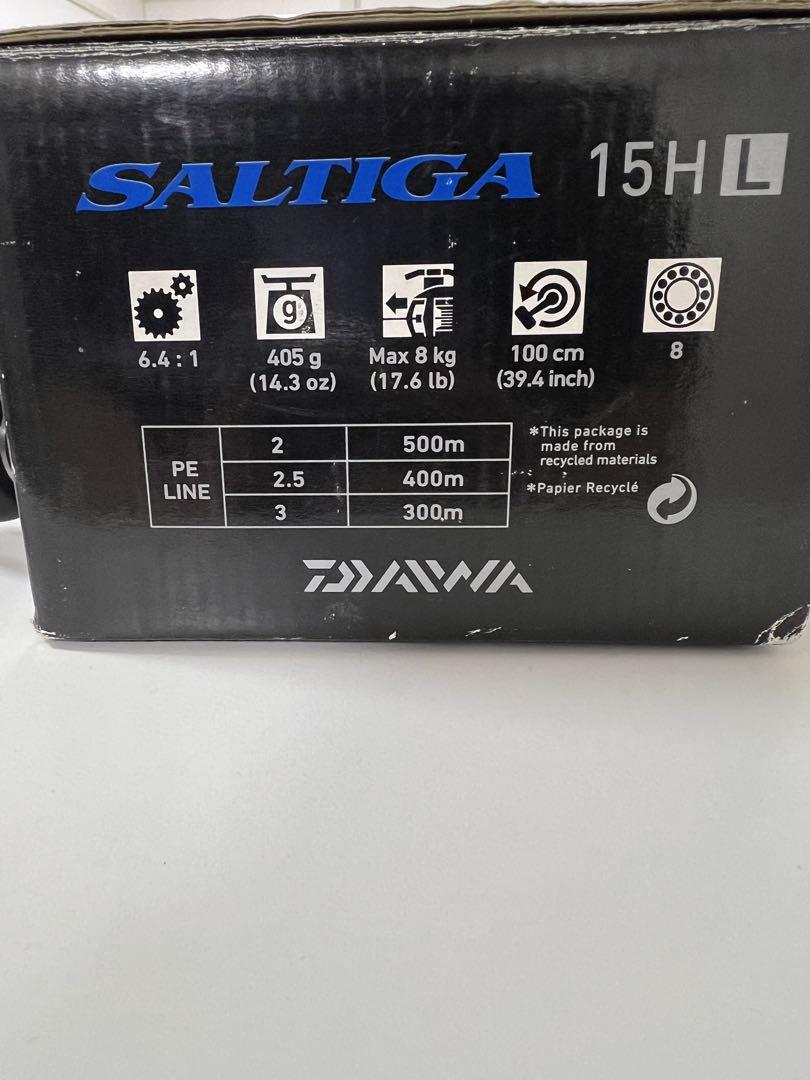 SALTIGA 15H L
g
6.4 : 1 405 g Max 8 kg 100 cm 8
(14.3 oz) (17.6 lb) (39.4 inch)
PE LINE
2 500m
2.5 400m
3 300m
*This package is
made from
recycled materials
*Papier Recyclé
DAIWA